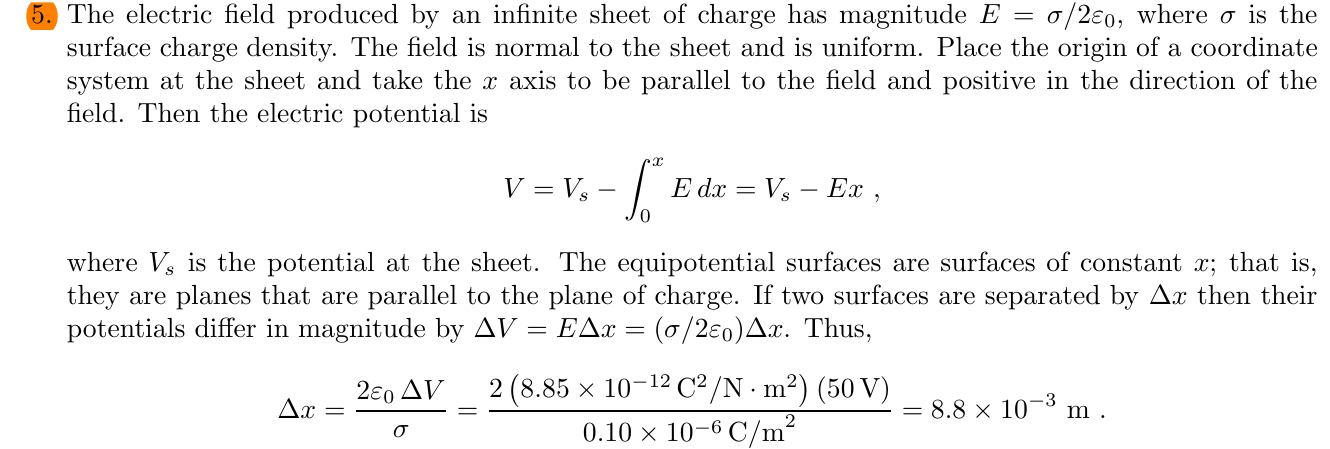 5. The electric field produced by an infinite sheet of charge has magnitude E = σ/2ε₀, where σ is the
surface charge density. The field is normal to the sheet and is uniform. Place the origin of a coordinate
system at the sheet and take the x axis to be parallel to the field and positive in the direction of the
field. Then the electric potential is
V = Vₛ − ∫₀ˣ E dx = Vₛ − Ex ,
where Vₛ is the potential at the sheet. The equipotential surfaces are surfaces of constant x; that is,
they are planes that are parallel to the plane of charge. If two surfaces are separated by Δx then their
potentials differ in magnitude by ΔV = EΔx = (σ/2ε₀)Δx. Thus,
Δx = 2ε₀ ΔV / σ = 2 (8.85 × 10⁻¹² C²/N · m²) (50 V) / 0.10 × 10⁻⁶ C/m² = 8.8 × 10⁻³ m .